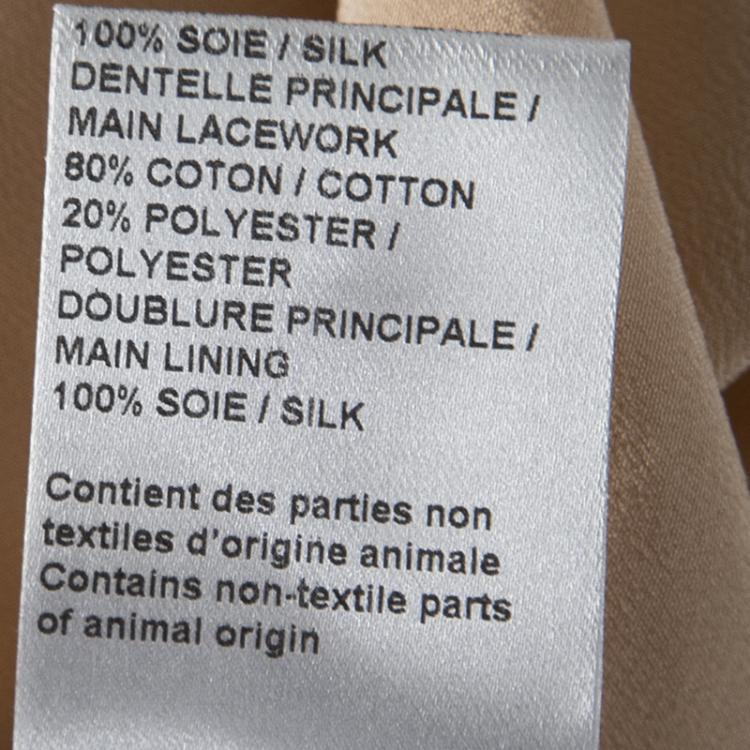 100% SOIE / SILK
DENTELLE PRINCIPALE /
MAIN LACEWORK
80% COTON / COTTON
20% POLYESTER /
POLYESTER
DOUBLURE PRINCIPALE /
MAIN LINING
100% SOIE / SILK
Contient des parties non
textiles d'origine animale
Contains non-textile parts
of animal origin